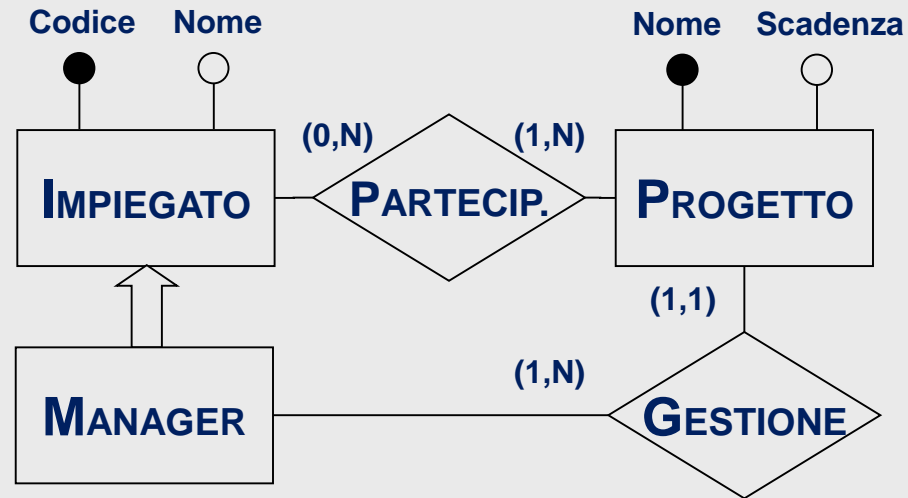 Codice Nome
Nome Scadenza
(0,N) (1,N)
IMPIEGATO PARTECIP. PROGETTO
(1,1)
(1,N)
MANAGER GESTIONE